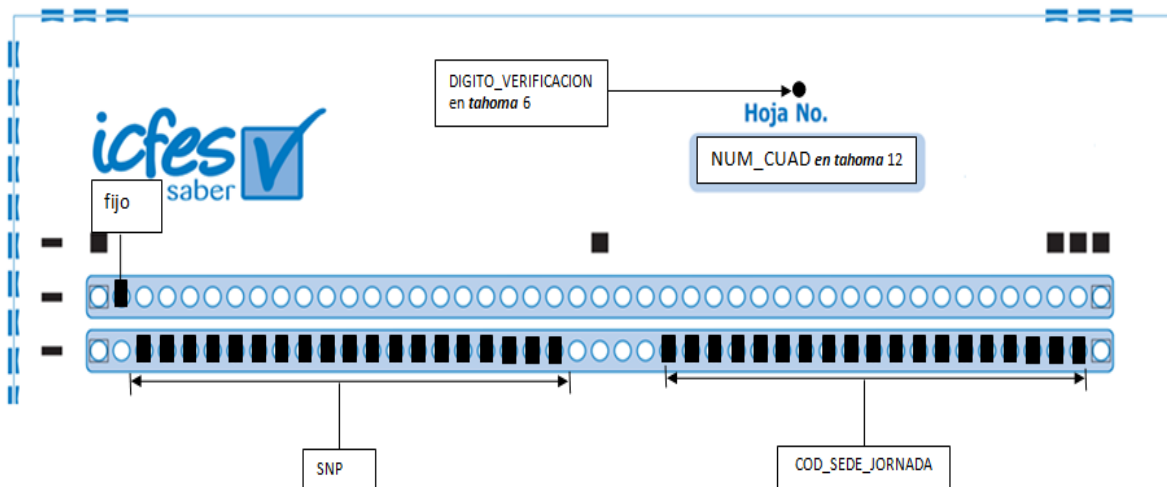 DIGITO_VERIFICACION
en tahoma 6
Hoja No.
icfes
saber
NUM_CUAD en tahoma 12
fijo
SNP
COD_SEDE_JORNADA